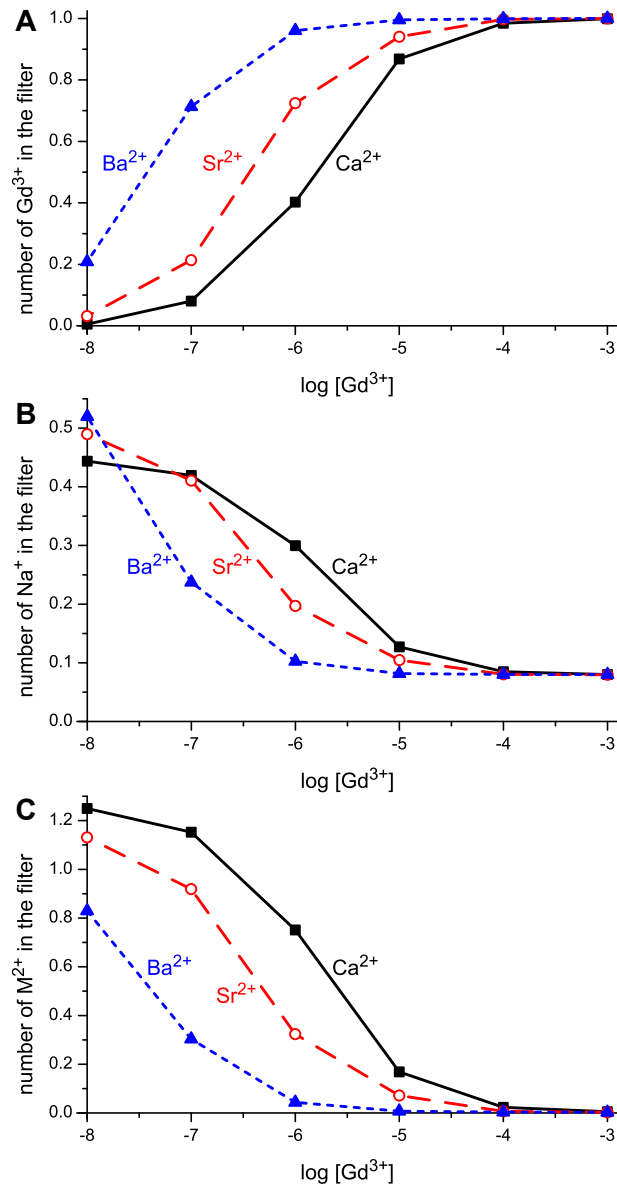 A
number of Gd³⁺ in the filter
1.0
0.8
0.6
0.4
0.2
0.0
Ba²⁺
Sr²⁺
Ca²⁺
-8 -7 -6 -5 -4 -3
log [Gd³⁺]
B
number of Na⁺ in the filter
0.5
0.4
0.3
0.2
0.1
0.0
Ba²⁺
Sr²⁺
Ca²⁺
-8 -7 -6 -5 -4 -3
log [Gd³⁺]
C
number of M²⁺ in the filter
1.2
1.0
0.8
0.6
0.4
0.2
0.0
Ba²⁺
Sr²⁺
Ca²⁺
-8 -7 -6 -5 -4 -3
log [Gd³⁺]